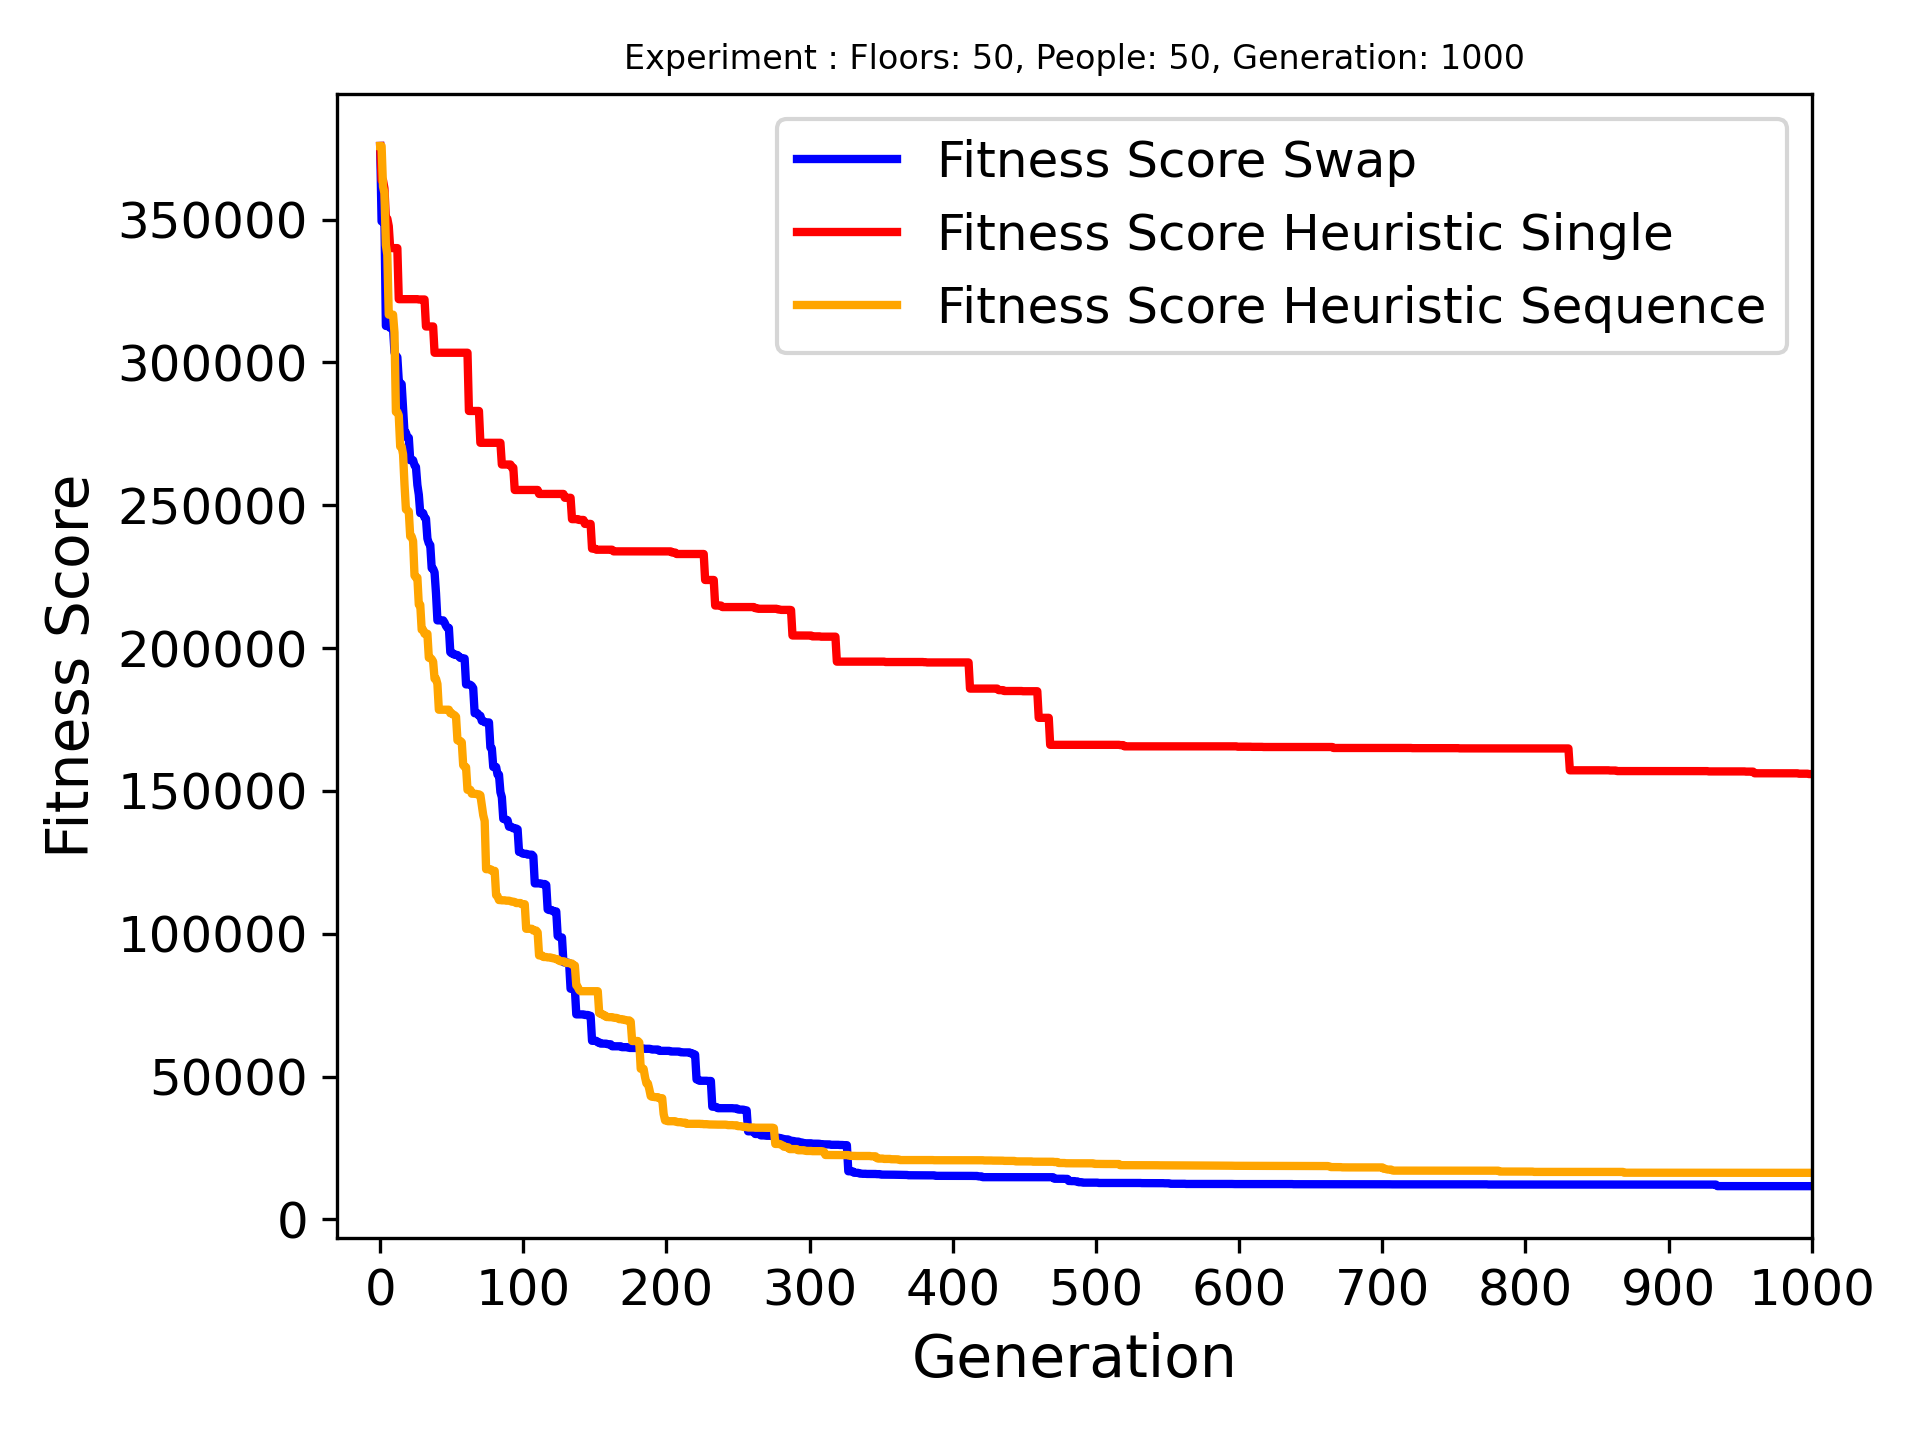 Experiment : Floors: 50, People: 50, Generation: 1000
Fitness Score Swap
Fitness Score Heuristic Single
Fitness Score Heuristic Sequence
Fitness Score
350000
300000
250000
200000
150000
100000
50000
0
0 100 200 300 400 500 600 700 800 900 1000
Generation